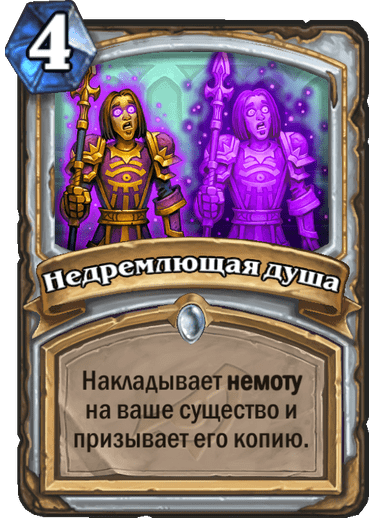 4
Недремлющая душа
Накладывает немоту
на ваше существо и
призывает его копию.